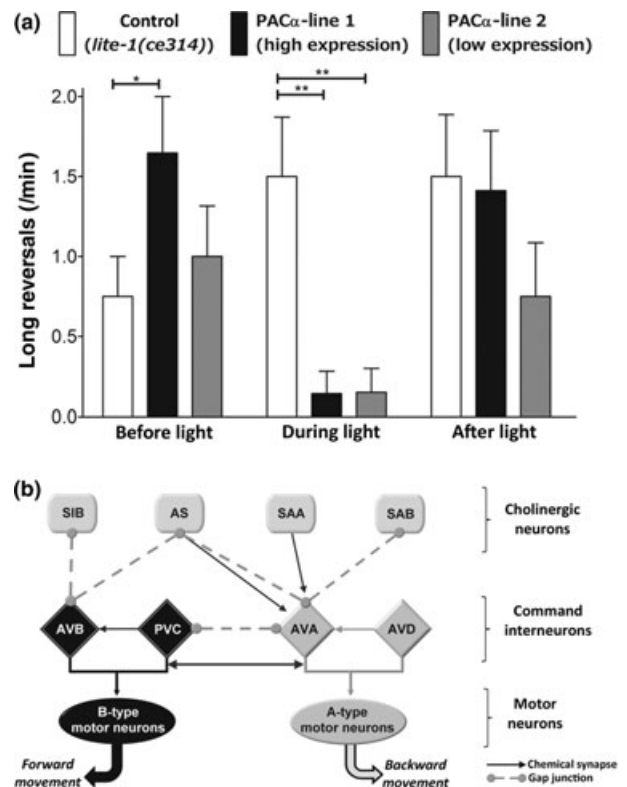 (a)
Control
(lite-1(ce314))
PACα-line 1
(high expression)
PACα-line 2
(low expression)
Long reversals (/min)
2.0
1.5
1.0
0.5
0.0
*
**
**
Before light
During light
After light
(b)
SIB
AS
SAA
SAB
Cholinergic
neurons
AVB
PVC
AVA
AVD
Command
interneurons
B-type
motor neurons
A-type
motor neurons
Motor
neurons
Forward
movement
Backward
movement
Chemical synapse
Gap junction